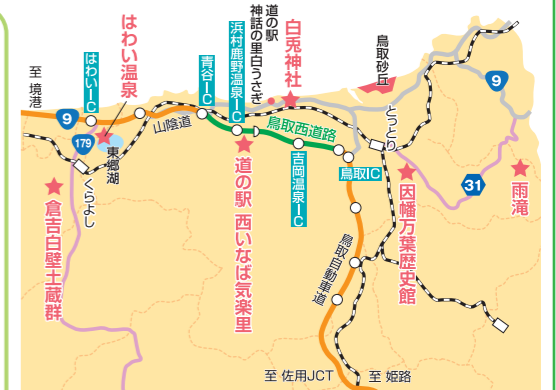 至 境港
はわいIC
はわい温泉
9
179
東郷湖
くらよし
倉吉白壁土蔵群
山陰道
青谷IC
浜村鹿野温泉IC
道の駅
神話の里白うさぎ
白兎神社
鳥取西道路
道の駅 西いなば気楽里
吉岡温泉IC
鳥取砂丘
とっとり
鳥取IC
因幡万葉歴史館
9
31
雨滝
鳥取自動車道
至 佐用JCT
至 姫路